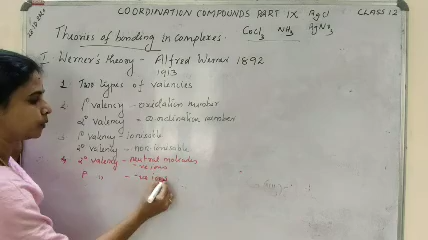 COORDINATION COMPOUNDS PART IX
CLASS 12
Theories of bonding in complexes.
CoCl3 NH3 AgCl
AgNO3
I. Werner's theory - Alfred Werner 1892
1913
1 Two types of valencies
2. 1° valency - oxidation number
2° valency - coordination number
3 1° valency - ionisable
2° valency - non-ionisable
4. 2° valency - neutral molecules
-ve ions
1° " - -ve ions